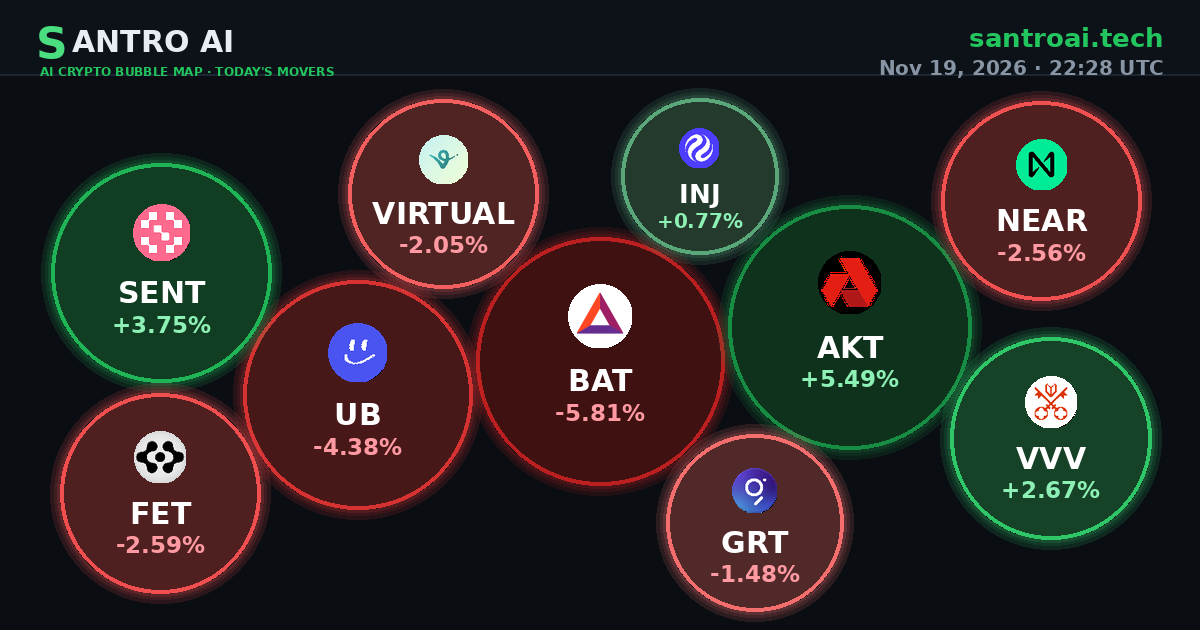 SANTRO AI
AI CRYPTO BUBBLE MAP · TODAY'S MOVERS
santroai.tech
Nov 19, 2026 · 22:28 UTC
VIRTUAL
-2.05%
INJ
+0.77%
NEAR
-2.56%
SENT
+3.75%
UB
-4.38%
BAT
-5.81%
AKT
+5.49%
VVV
+2.67%
FET
-2.59%
GRT
-1.48%